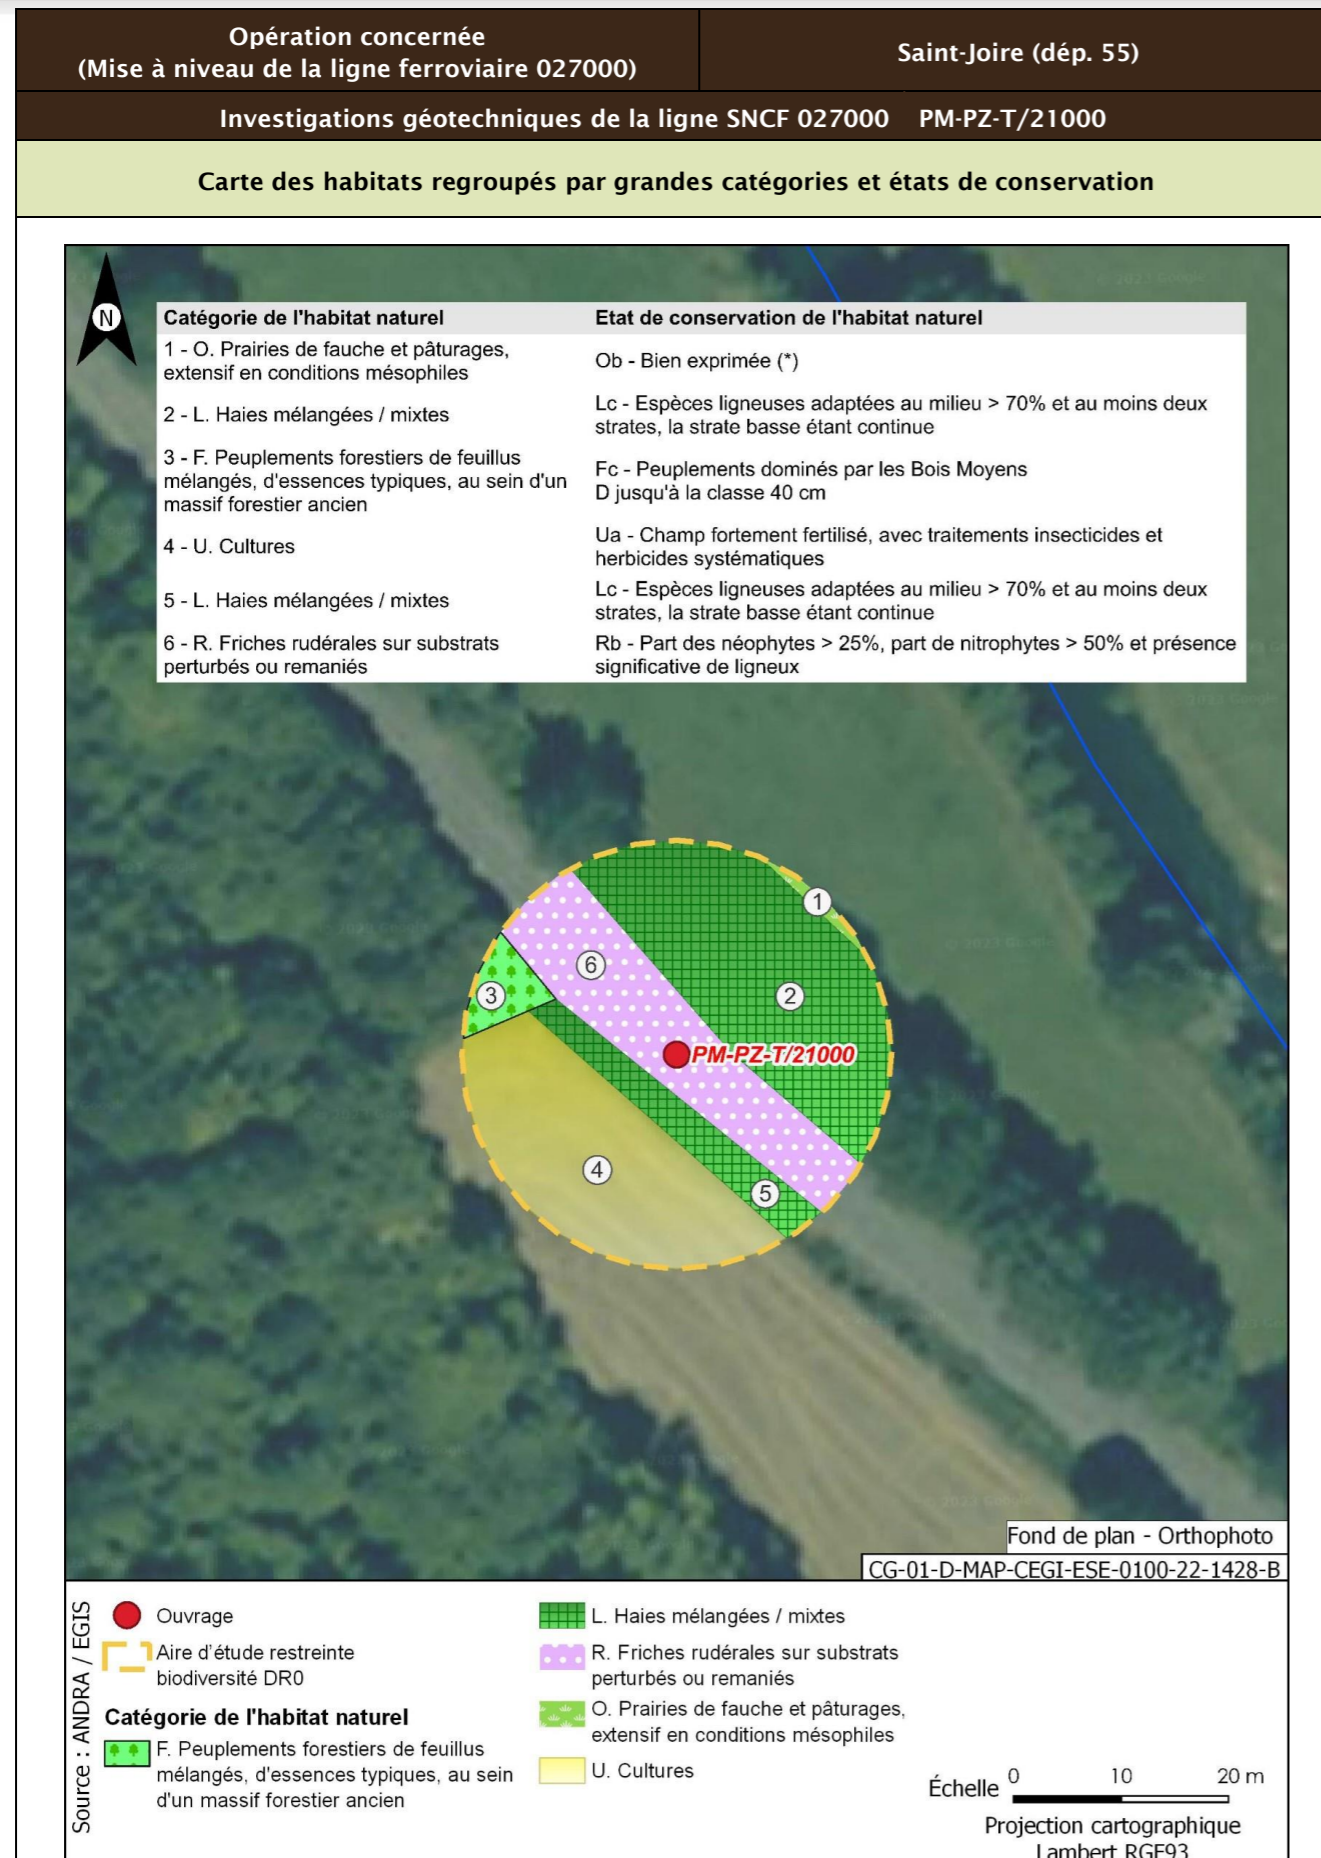 Opération concernée
(Mise à niveau de la ligne ferroviaire 027000)
Saint-Joire (dép. 55)
Investigations géotechniques de la ligne SNCF 027000 PM-PZ-T/21000
Carte des habitats regroupés par grandes catégories et états de conservation
N
Catégorie de l'habitat naturel
Etat de conservation de l'habitat naturel
1 - O. Prairies de fauche et pâturages,
extensif en conditions mésophiles
Ob - Bien exprimée (*)
2 - L. Haies mélangées / mixtes
Lc - Espèces ligneuses adaptées au milieu > 70% et au moins deux
strates, la strate basse étant continue
3 - F. Peuplements forestiers de feuillus
mélangés, d'essences typiques, au sein d'un
massif forestier ancien
Fc - Peuplements dominés par les Bois Moyens
D jusqu'à la classe 40 cm
4 - U. Cultures
Ua - Champ fortement fertilisé, avec traitements insecticides et
herbicides systématiques
5 - L. Haies mélangées / mixtes
Lc - Espèces ligneuses adaptées au milieu > 70% et au moins deux
strates, la strate basse étant continue
6 - R. Friches rudérales sur substrats
perturbés ou remaniés
Rb - Part des néophytes > 25%, part de nitrophytes > 50% et présence
significative de ligneux
1
6
3
2
PM-PZ-T/21000
4
5
Fond de plan - Orthophoto
CG-01-D-MAP-CEGI-ESE-0100-22-1428-B
Source : ANDRA / EGIS
Ouvrage
Aire d'étude restreinte
biodiversité DR0
Catégorie de l'habitat naturel
F. Peuplements forestiers de feuillus
mélangés, d'essences typiques, au sein
d'un massif forestier ancien
L. Haies mélangées / mixtes
R. Friches rudérales sur substrats
perturbés ou remaniés
O. Prairies de fauche et pâturages,
extensif en conditions mésophiles
U. Cultures
Échelle 0 10 20 m
Projection cartographique
Lambert RGF93